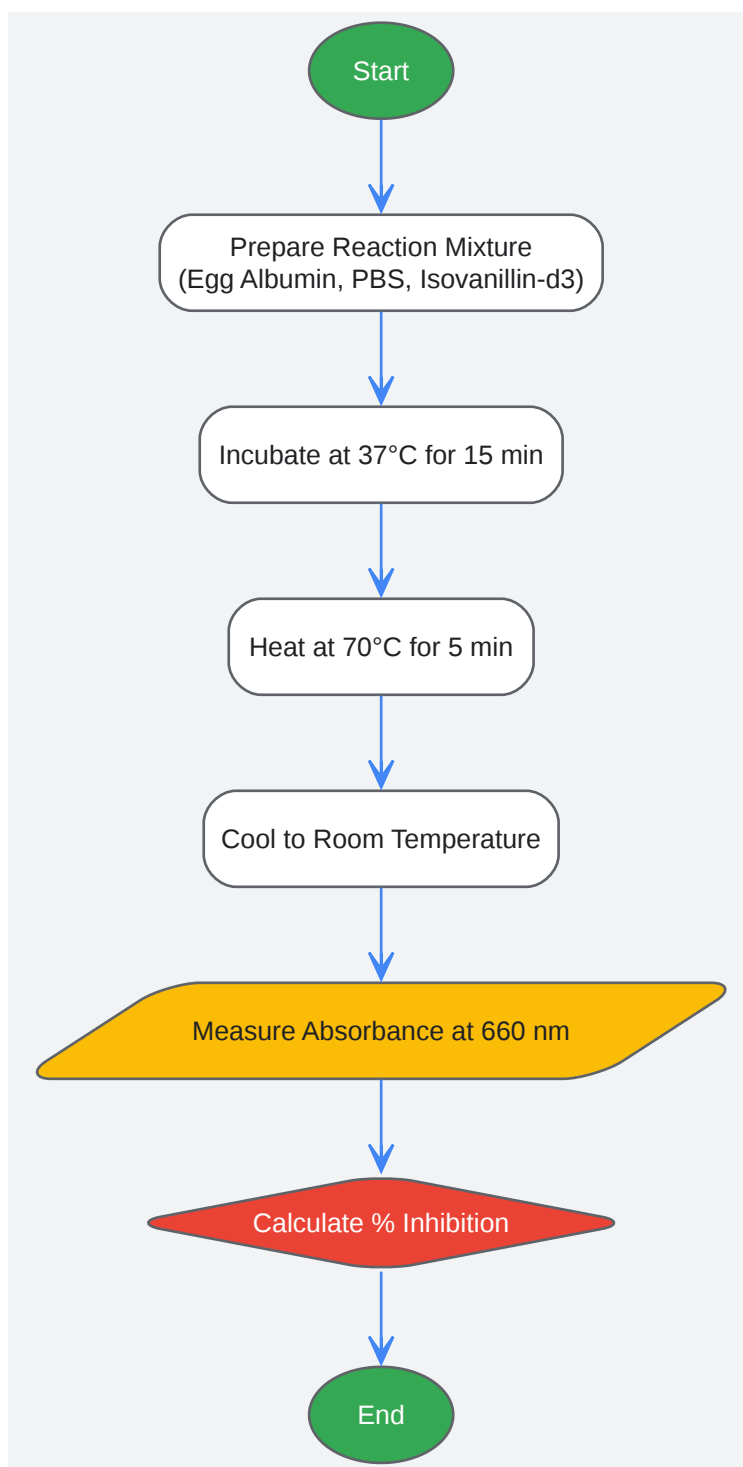 Start
Prepare Reaction Mixture
(Egg Albumin, PBS, Isovanillin-d3)
Incubate at 37°C for 15 min
Heat at 70°C for 5 min
Cool to Room Temperature
Measure Absorbance at 660 nm
Calculate % Inhibition
End